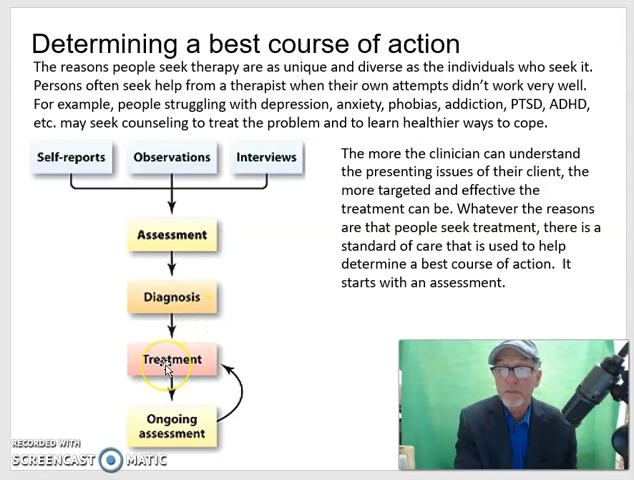 Determining a best course of action
The reasons people seek therapy are as unique and diverse as the individuals who seek it.
Persons often seek help from a therapist when their own attempts didn't work very well.
For example, people struggling with depression, anxiety, phobias, addiction, PTSD, ADHD,
etc. may seek counseling to treat the problem and to learn healthier ways to cope.
Self-reports
Observations
Interviews
Assessment
Diagnosis
Treatment
Ongoing
assessment
The more the clinician can understand
the presenting issues of their client, the
more targeted and effective the
treatment can be. Whatever the reasons
are that people seek treatment, there is a
standard of care that is used to help
determine a best course of action.  It
starts with an assessment.
RECORDED WITH
SCREENCAST MATIC